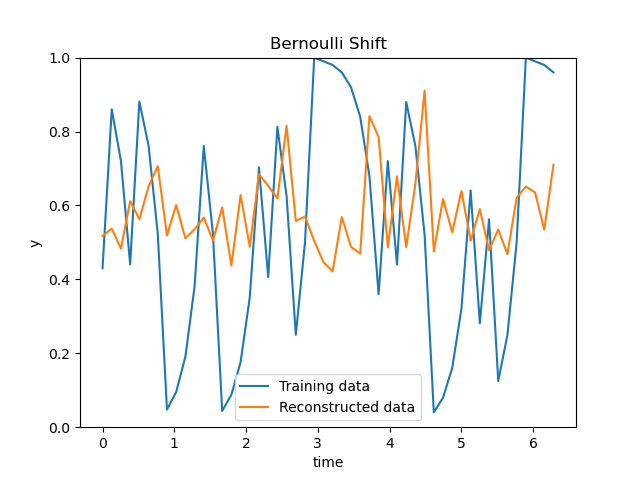 Bernoulli Shift
1.0
0.8
0.6
0.4
0.2
0.0
y
Training data
Reconstructed data
0 1 2 3 4 5 6
time